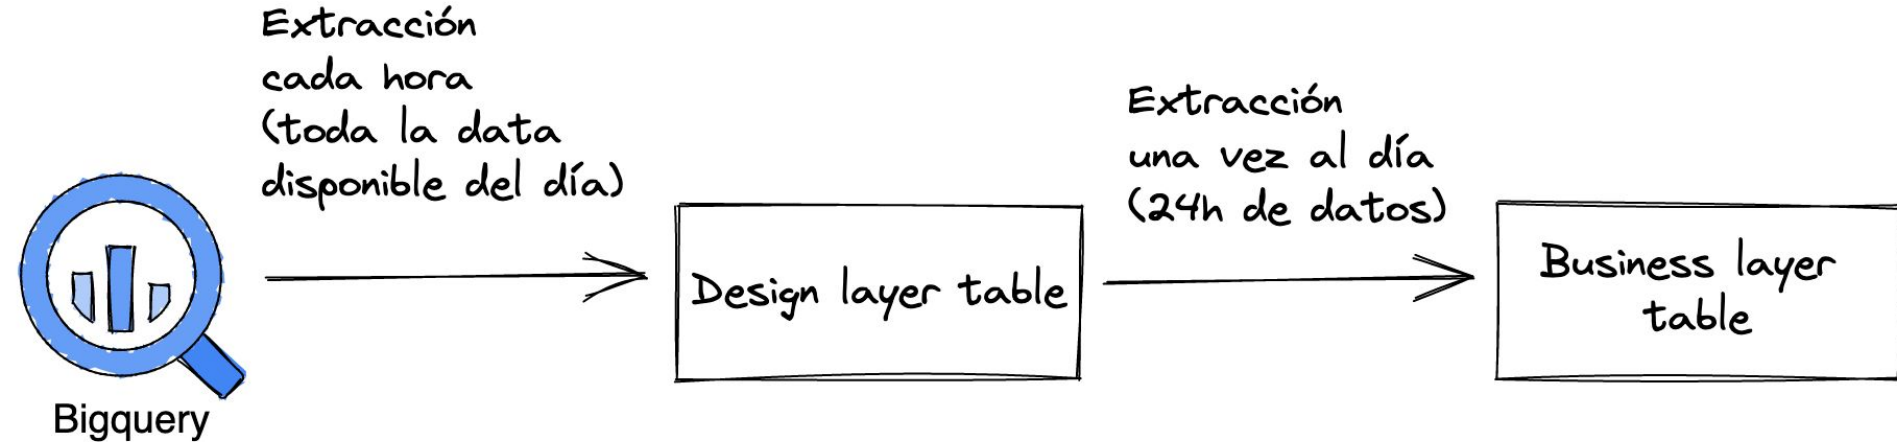 Extracción
cada hora
(toda la data
disponible del día)
Bigquery
Design layer table
Extracción
una vez al día
(24h de datos)
Business layer
table